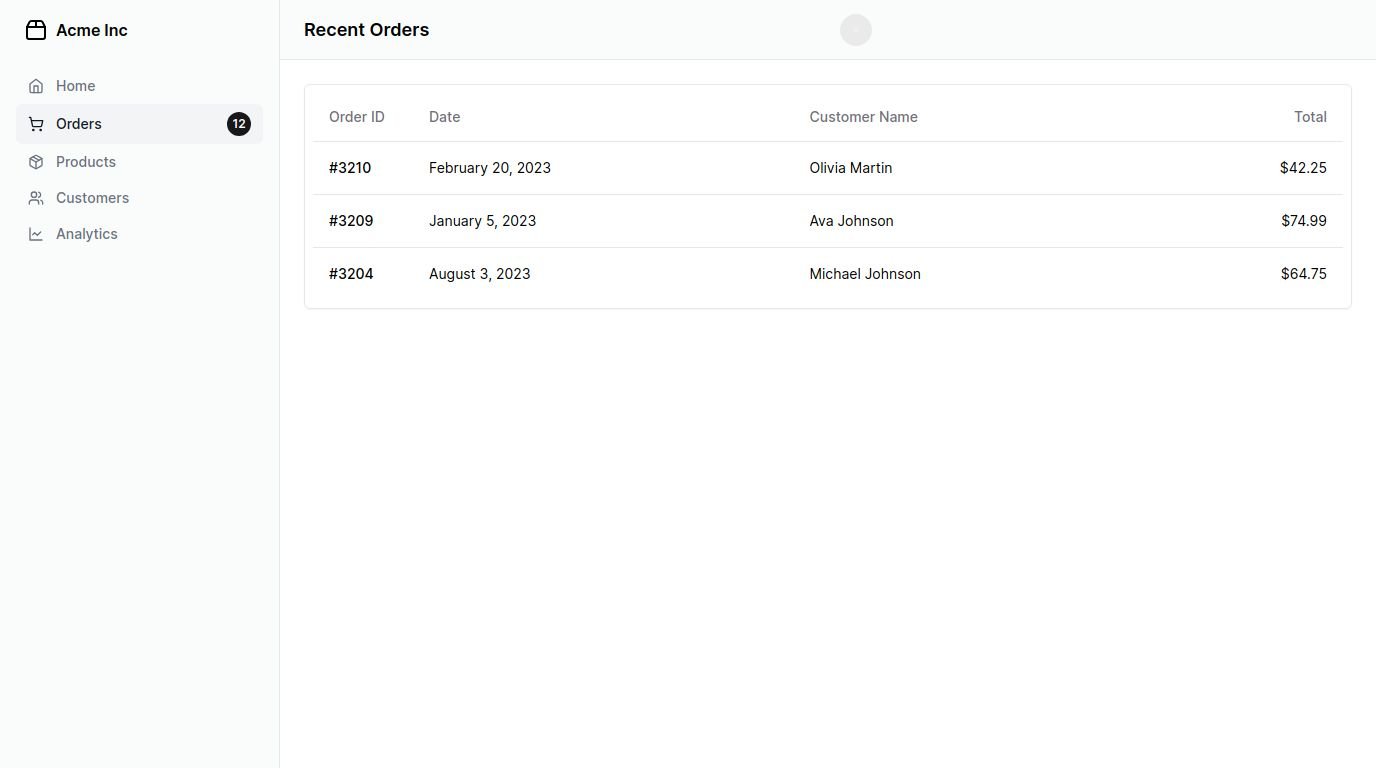 Acme Inc
Recent Orders
Home
Orders 12
Products
Customers
Analytics
Order ID Date Customer Name Total
#3210 February 20, 2023 Olivia Martin $42.25
#3209 January 5, 2023 Ava Johnson $74.99
#3204 August 3, 2023 Michael Johnson $64.75